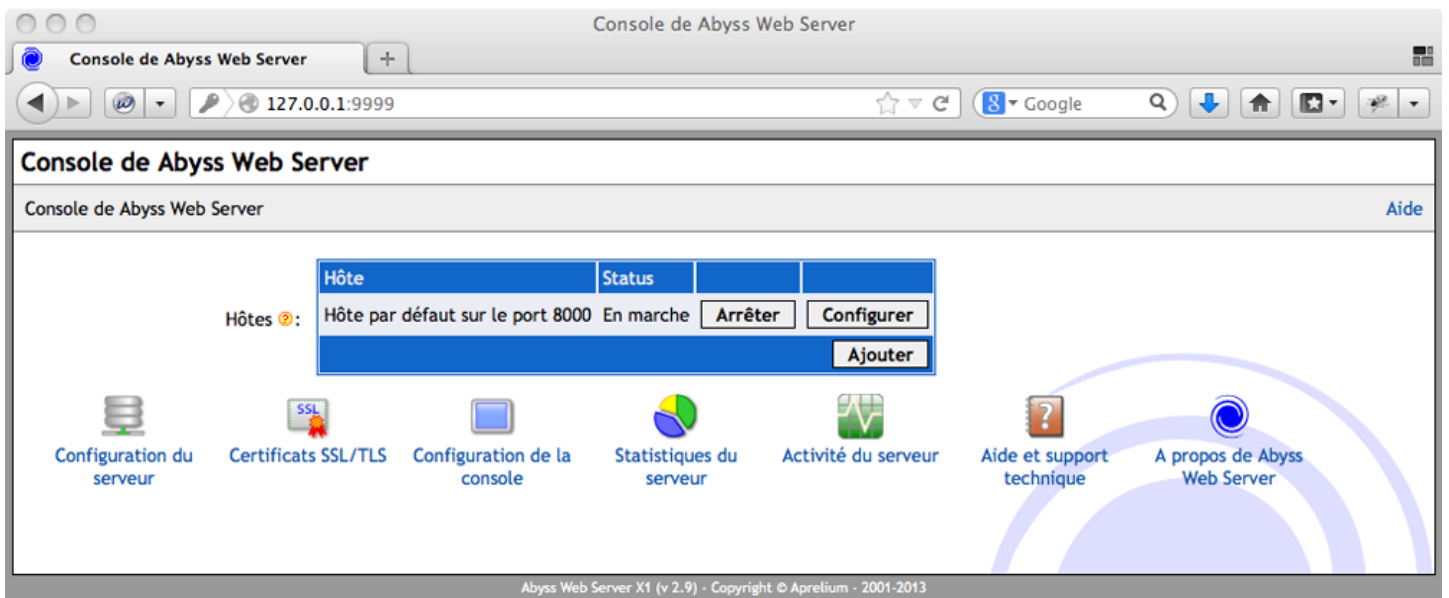 Console de Abyss Web Server
Console de Abyss Web Server
127.0.0.1:9999
Google
Console de Abyss Web Server
Console de Abyss Web Server Aide
Hôte Status
Hôtes ?: Hôte par défaut sur le port 8000 En marche Arrêter Configurer
Ajouter
SSL
Configuration du serveur
Certificats SSL/TLS
Configuration de la console
Statistiques du serveur
Activité du serveur
Aide et support technique
A propos de Abyss Web Server
Abyss Web Server X1 (v 2.9) - Copyright © Aprelium - 2001-2013